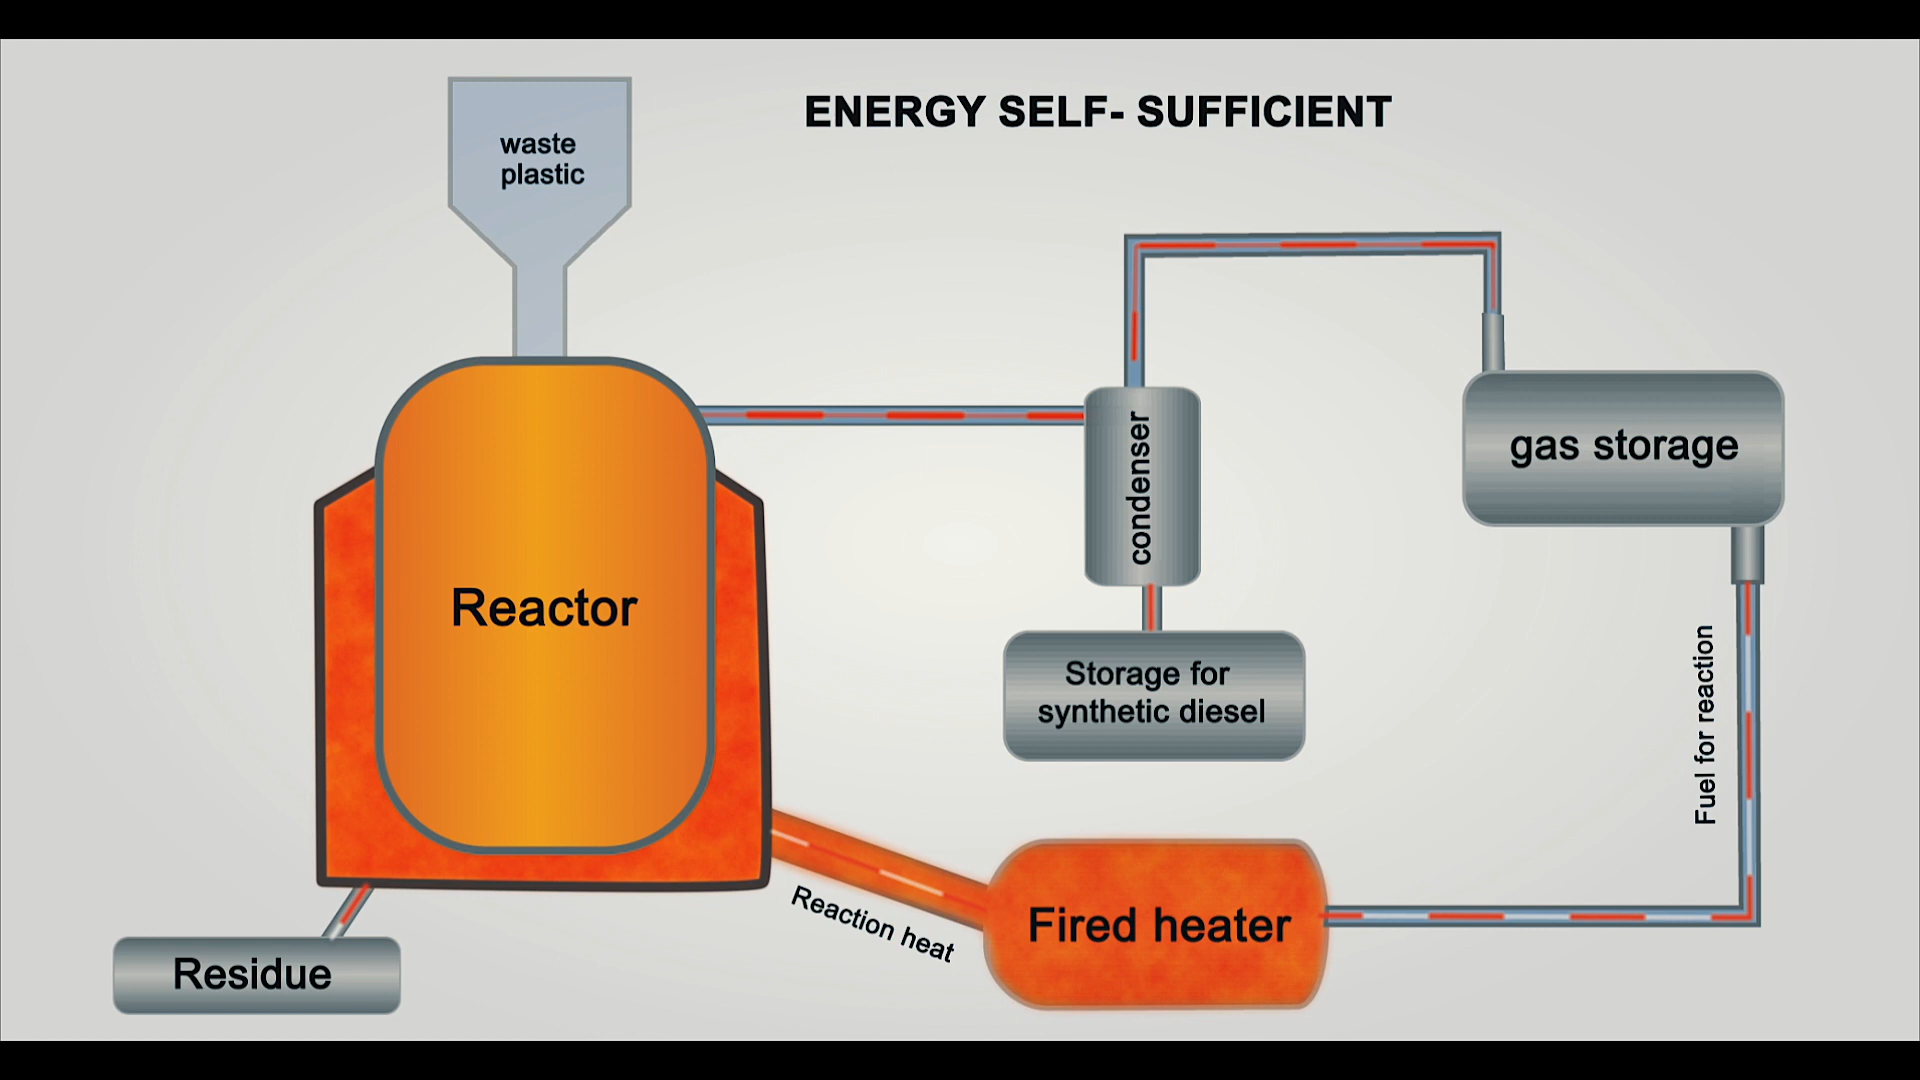 ENERGY SELF- SUFFICIENT
waste
plastic
condenser
gas storage
Reactor
Storage for
synthetic diesel
Fuel for reaction
Reaction heat
Fired heater
Residue